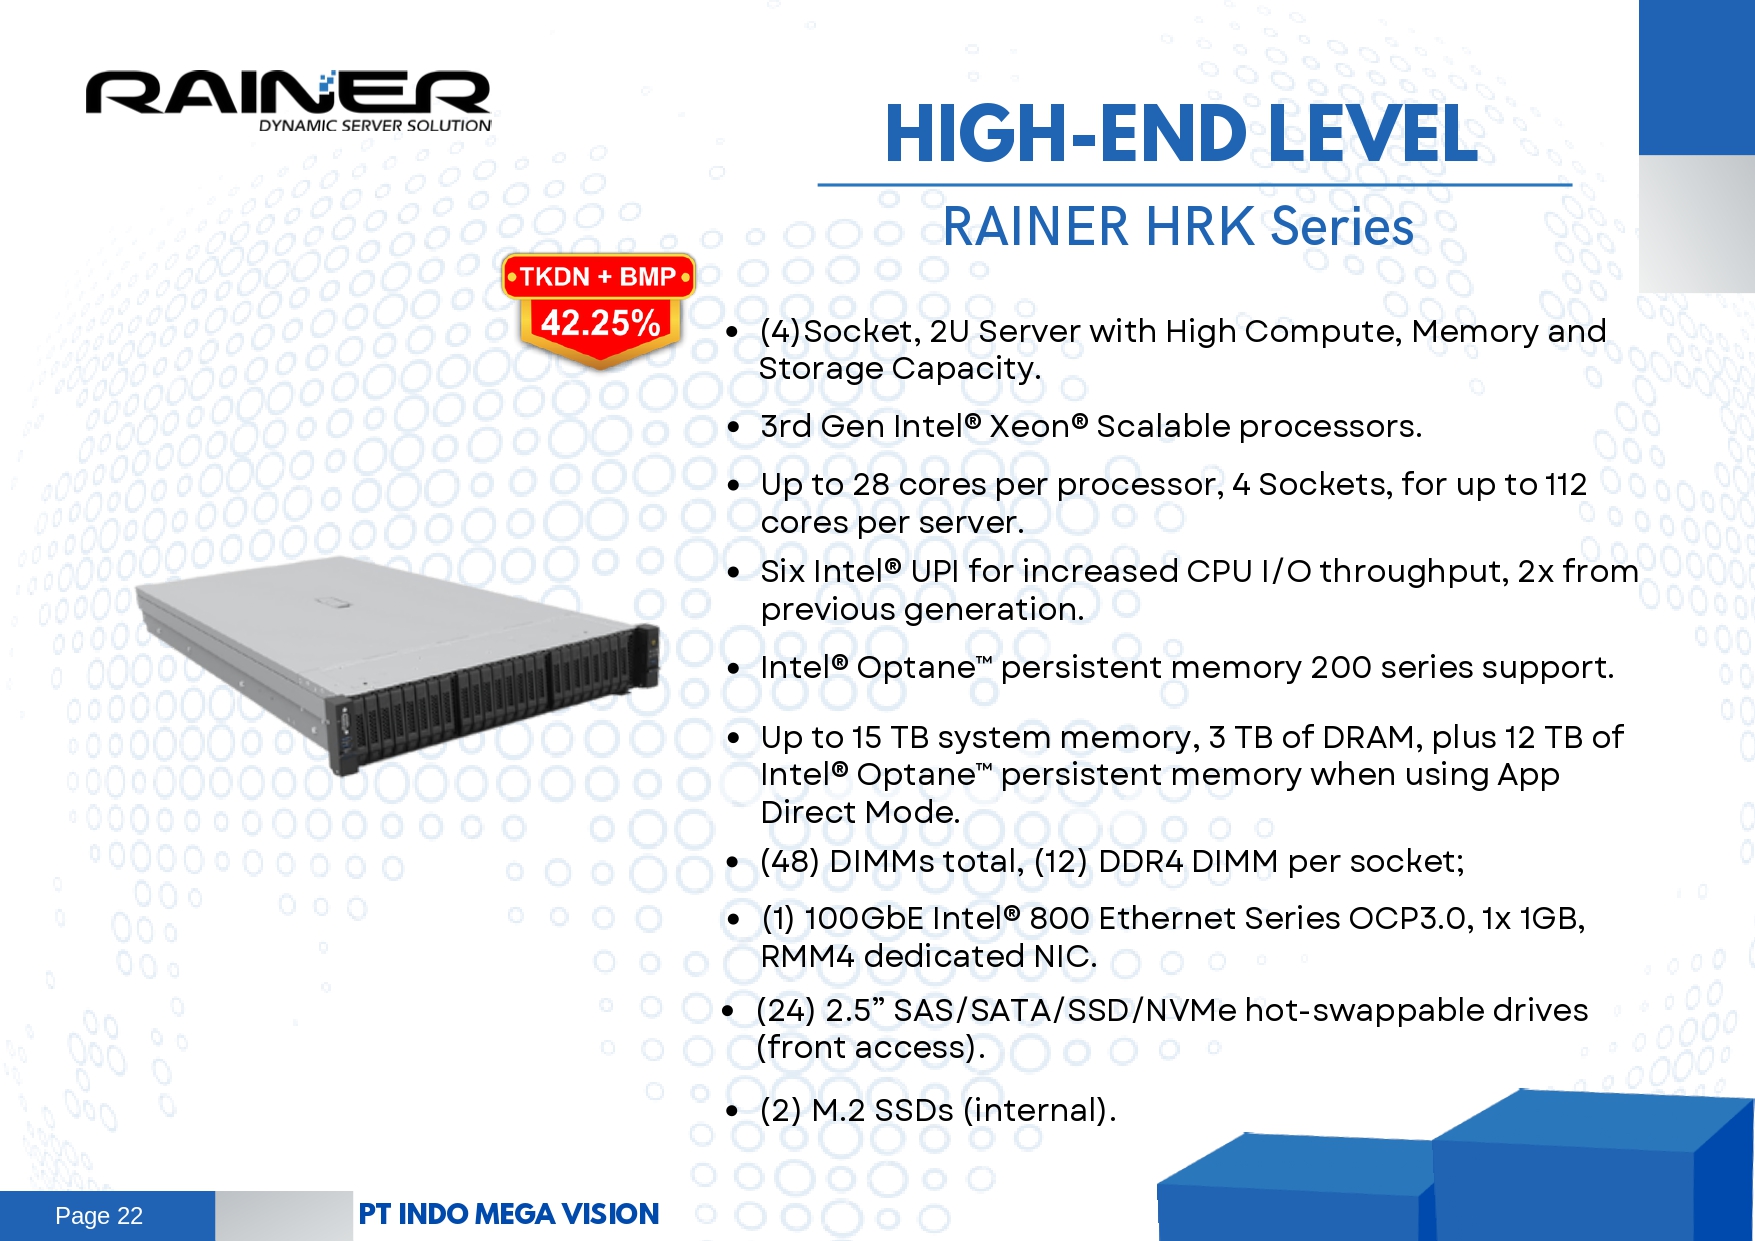 RAINER
DYNAMIC SERVER SOLUTION
HIGH-END LEVEL
RAINER HRK Series
TKDN + BMP
42.25%
• (4)Socket, 2U Server with High Compute, Memory and
Storage Capacity.
• 3rd Gen Intel® Xeon® Scalable processors.
• Up to 28 cores per processor, 4 Sockets, for up to 112
cores per server.
• Six Intel® UPI for increased CPU I/O throughput, 2x from
previous generation.
• Intel® Optane™ persistent memory 200 series support.
• Up to 15 TB system memory, 3 TB of DRAM, plus 12 TB of
Intel® Optane™ persistent memory when using App
Direct Mode.
• (48) DIMMs total, (12) DDR4 DIMM per socket;
• (1) 100GbE Intel® 800 Ethernet Series OCP3.0, 1x 1GB,
RMM4 dedicated NIC.
• (24) 2.5” SAS/SATA/SSD/NVMe hot-swappable drives
(front access).
• (2) M.2 SSDs (internal).
Page 22
PT INDO MEGA VISION